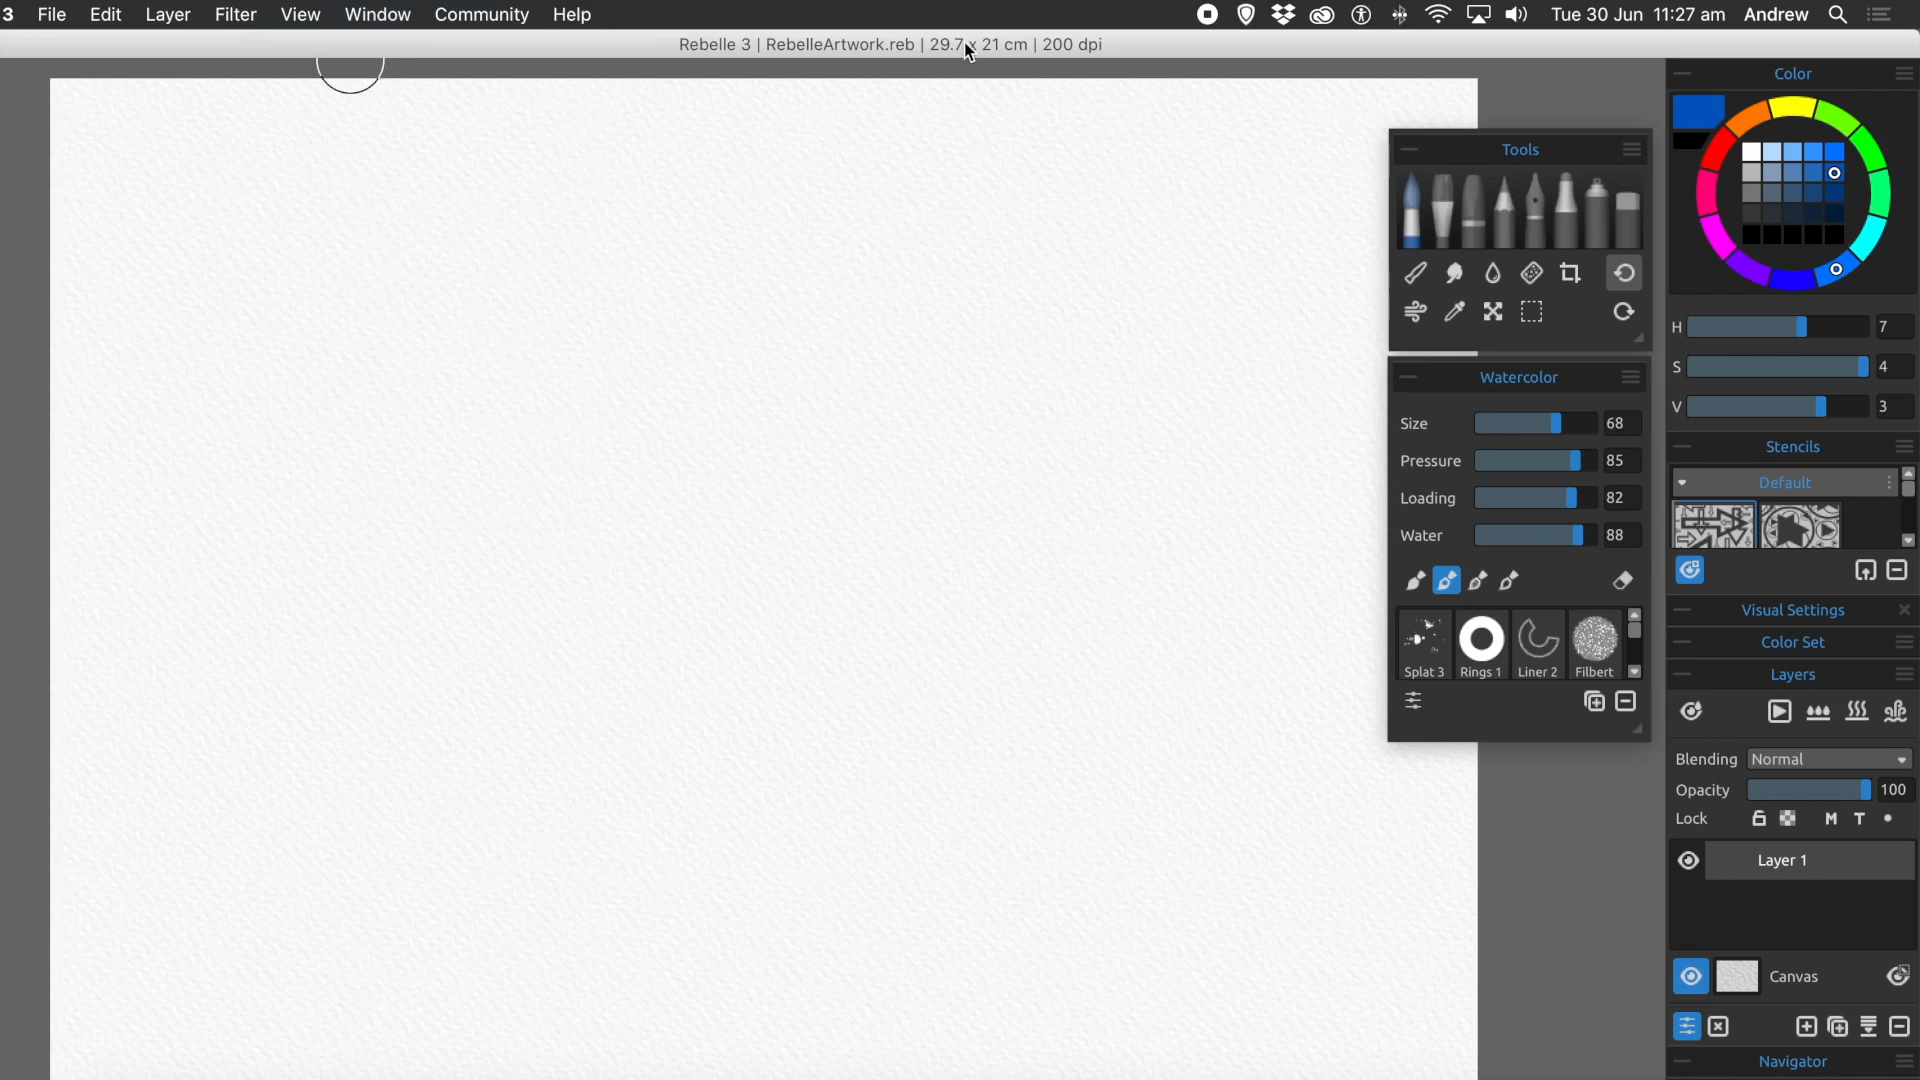 3 File Edit Layer Filter View Window Community Help Tue 30 Jun 11:27 am Andrew
Rebelle 3 | RebelleArtwork.reb | 29.7 x 21 cm | 200 dpi
Color
H 7
S 4
V 3
Stencils
Default
Visual Settings
Color Set
Layers
Blending Normal
Opacity 100
Lock M T
Layer 1
Canvas
Navigator
Tools
Watercolor
Size 68
Pressure 85
Loading 82
Water 88
Splat 3 Rings 1 Liner 2 Filbert